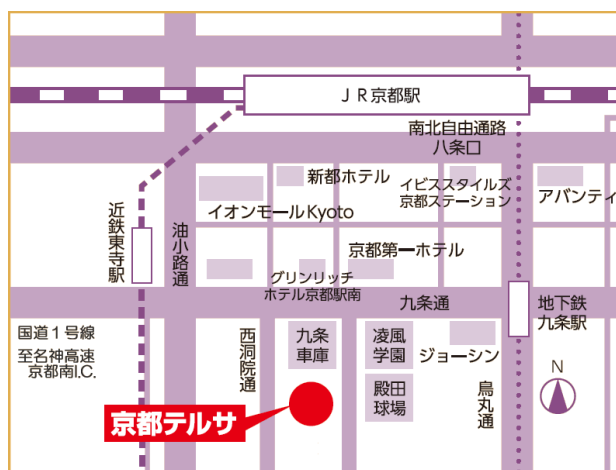 JR京都駅
南北自由通路
八条口
新都ホテル
イビススタイルズ
京都ステーション
アバンティ
イオンモールKyoto
近鉄東寺駅
油小路通
京都第一ホテル
グリンリッチ
ホテル京都駅南
九条通
地下鉄
九条駅
国道1号線
至名神高速
京都南I.C.
西洞院通
九条
車庫
凌風
学園
ジョーシン
殿田
球場
烏丸通
N
京都テルサ